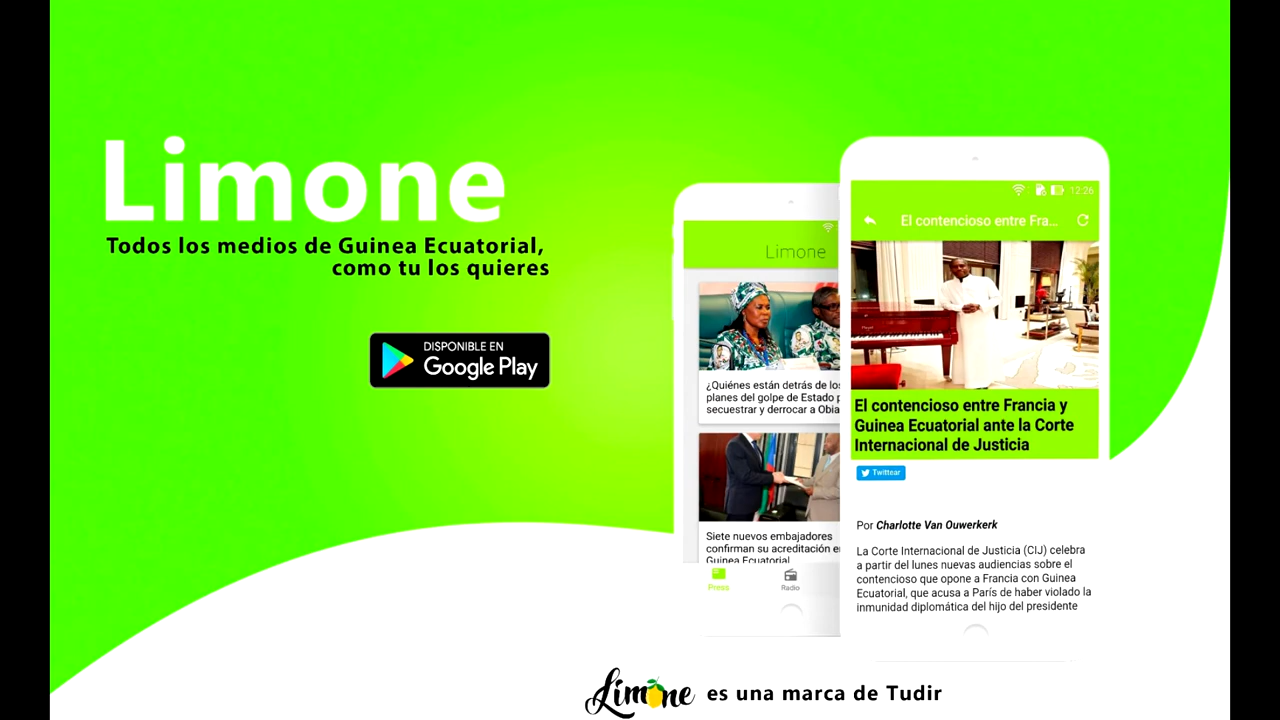 Limone
Todos los medios de Guinea Ecuatorial,
como tu los quieres
DISPONIBLE EN
Google Play
Limone
¿Quiénes están detrás de los
planes del golpe de Estado p
secuestrar y derrocar a Obia
Siete nuevos embajadores
confirman su acreditación e
Guinea Ecuatorial
Press
Radio
12:26
El contencioso entre Fra...
Pleyel
El contencioso entre Francia y
Guinea Ecuatorial ante la Corte
Internacional de Justicia
Twittear
Por Charlotte Van Ouwerkerk
La Corte Internacional de Justicia (CIJ) celebra
a partir del lunes nuevas audiencias sobre el
contencioso que opone a Francia con Guinea
Ecuatorial, que acusa a París de haber violado la
inmunidad diplomática del hijo del presidente
Limone es una marca de Tudir